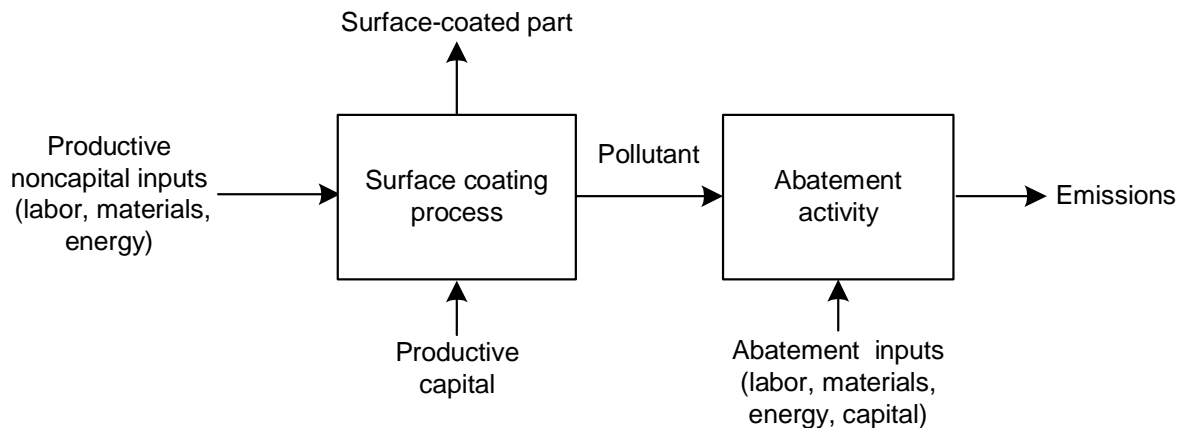 Surface-coated part
Productive
noncapital inputs
(labor, materials,
energy)
Surface coating
process
Pollutant
Abatement
activity
Emissions
Productive
capital
Abatement inputs
(labor, materials,
energy, capital)